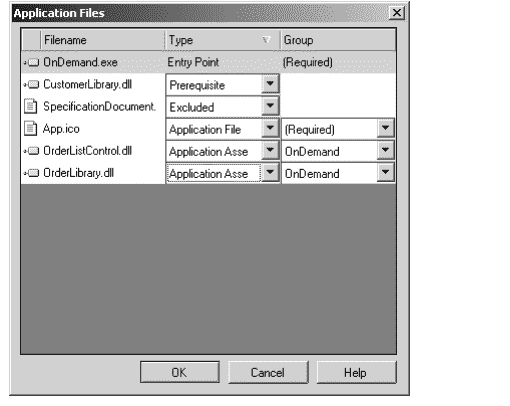 Application Files
Filename Type Group
OnDemand.exe Entry Point (Required)
CustomerLibrary.dll Prerequisite
SpecificationDocument. Excluded
App.ico Application File (Required)
OrderListControl.dll Application Asse OnDemand
OrderLibrary.dll Application Asse OnDemand
OK Cancel Help